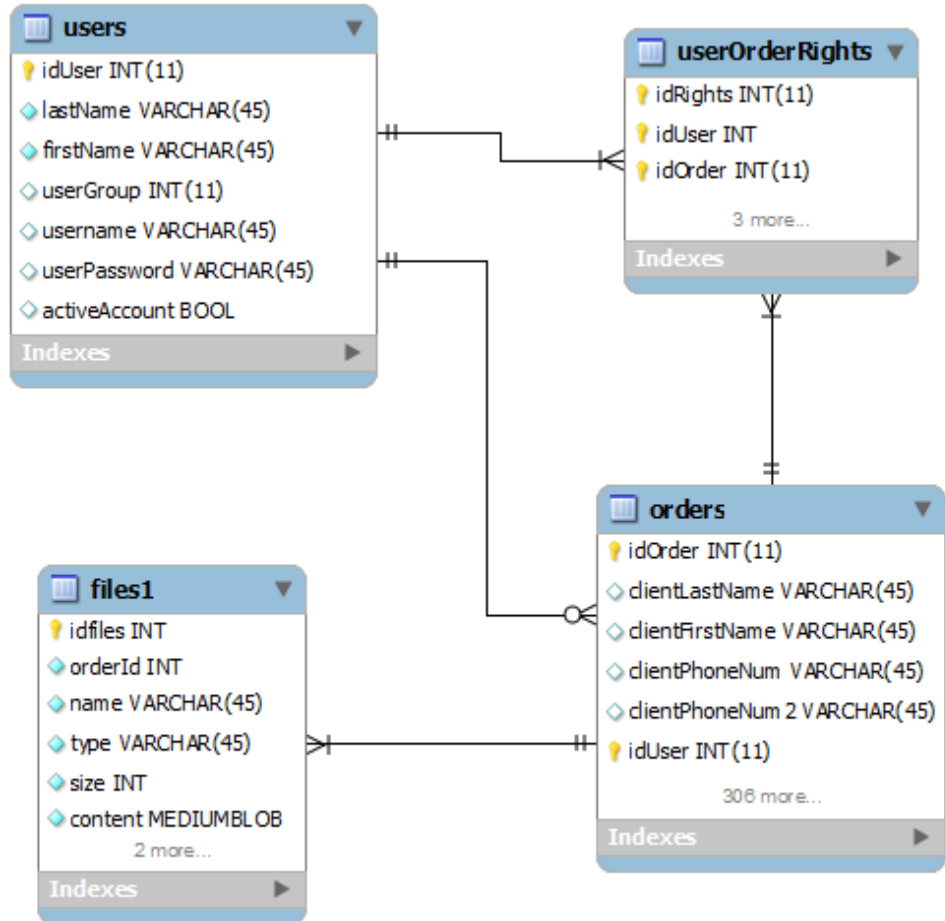 users
idUser INT(11)
lastName VARCHAR(45)
firstName VARCHAR(45)
userGroup INT(11)
username VARCHAR(45)
userPassword VARCHAR(45)
activeAccount BOOL
Indexes
userOrderRights
idRights INT(11)
idUser INT
idOrder INT(11)
3 more...
Indexes
files1
idfiles INT
orderId INT
name VARCHAR(45)
type VARCHAR(45)
size INT
content MEDIUMBLOB
2 more...
Indexes
orders
idOrder INT(11)
clientLastName VARCHAR(45)
clientFirstName VARCHAR(45)
clientPhoneNum VARCHAR(45)
clientPhoneNum2 VARCHAR(45)
idUser INT(11)
306 more...
Indexes